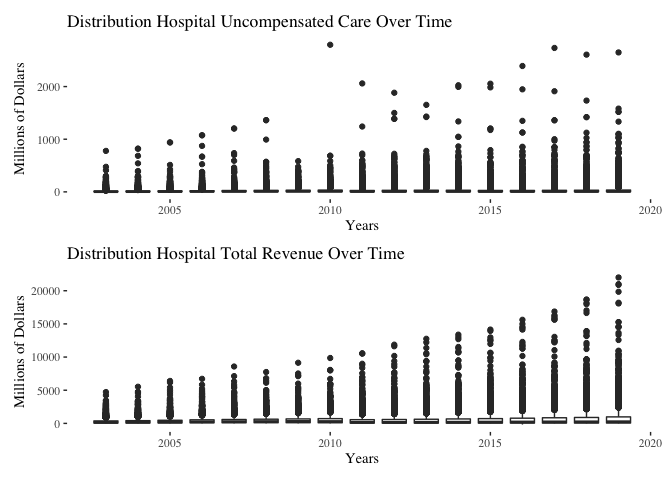 Distribution Hospital Uncompensated Care Over Time
Millions of Dollars
2000
1000
0
2005 2010 2015 2020
Years
Distribution Hospital Total Revenue Over Time
Millions of Dollars
20000
15000
10000
5000
0
2005 2010 2015 2020
Years